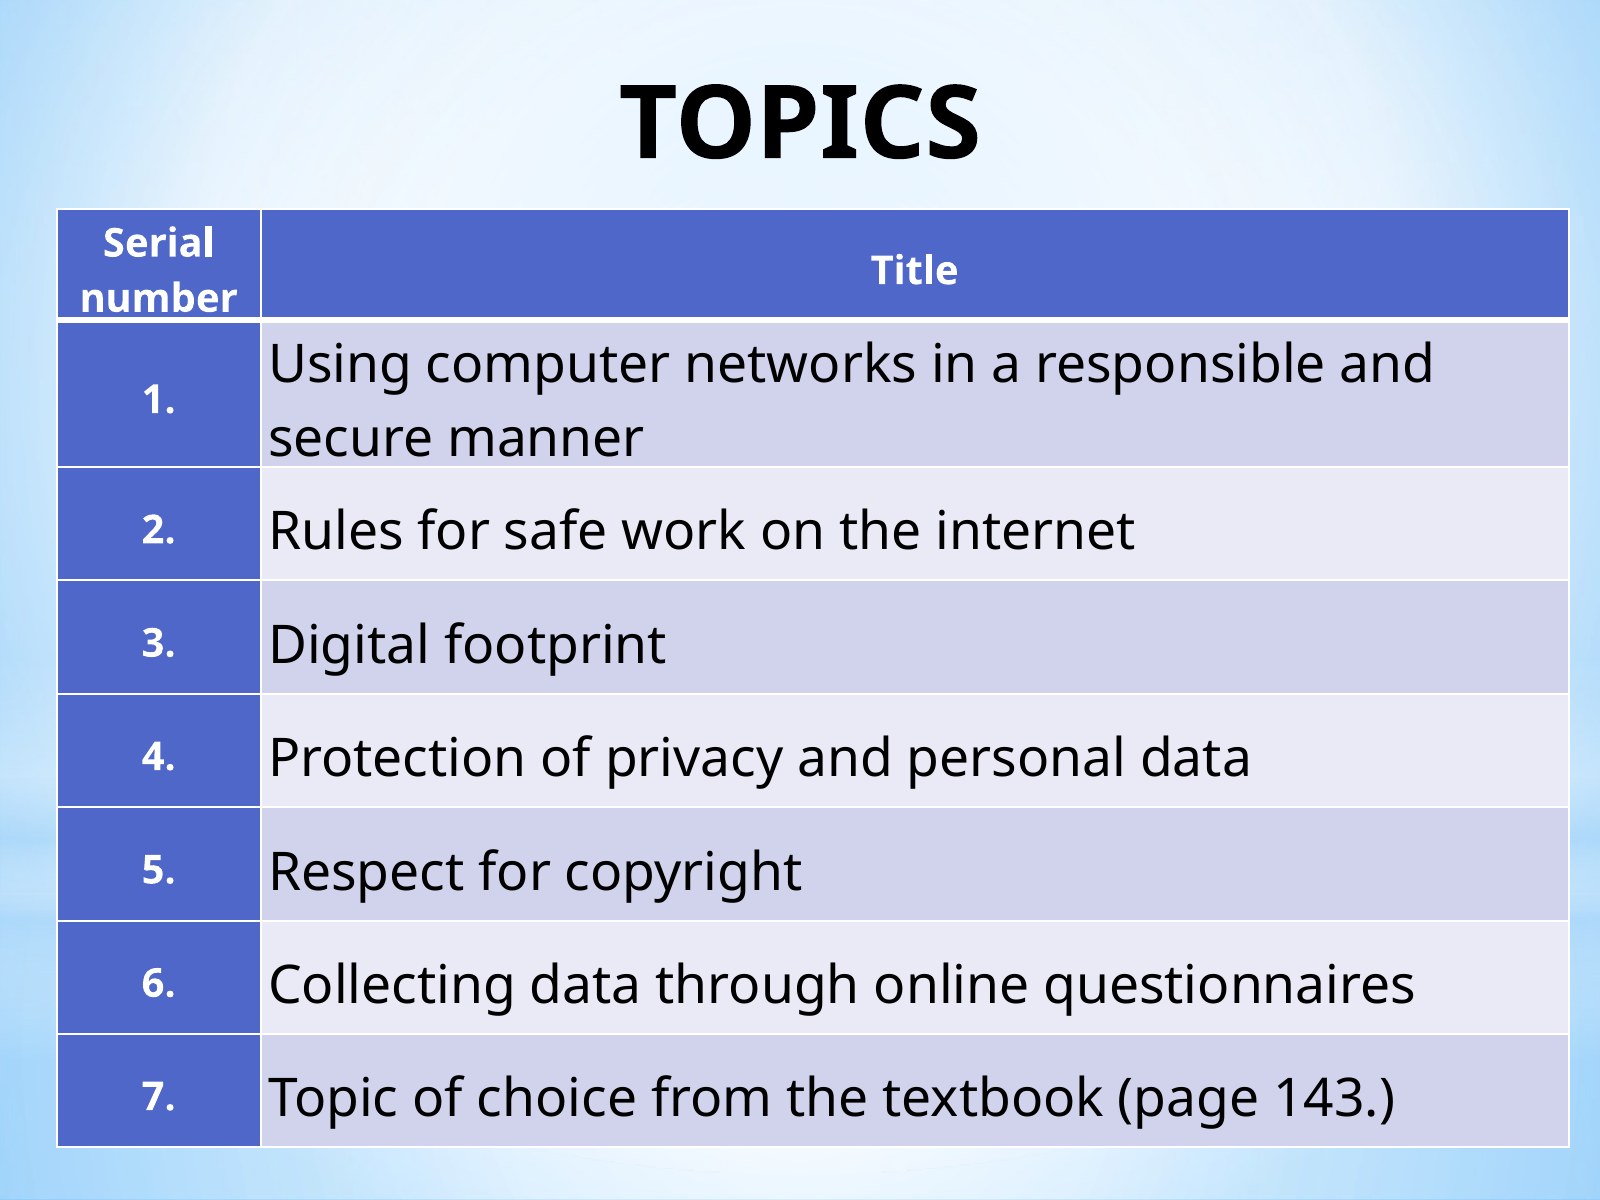 TOPICS
Serial
number
Title
1.
Using computer networks in a responsible and
secure manner
2.
Rules for safe work on the internet
3.
Digital footprint
4.
Protection of privacy and personal data
5.
Respect for copyright
6.
Collecting data through online questionnaires
7.
Topic of choice from the textbook (page 143.)